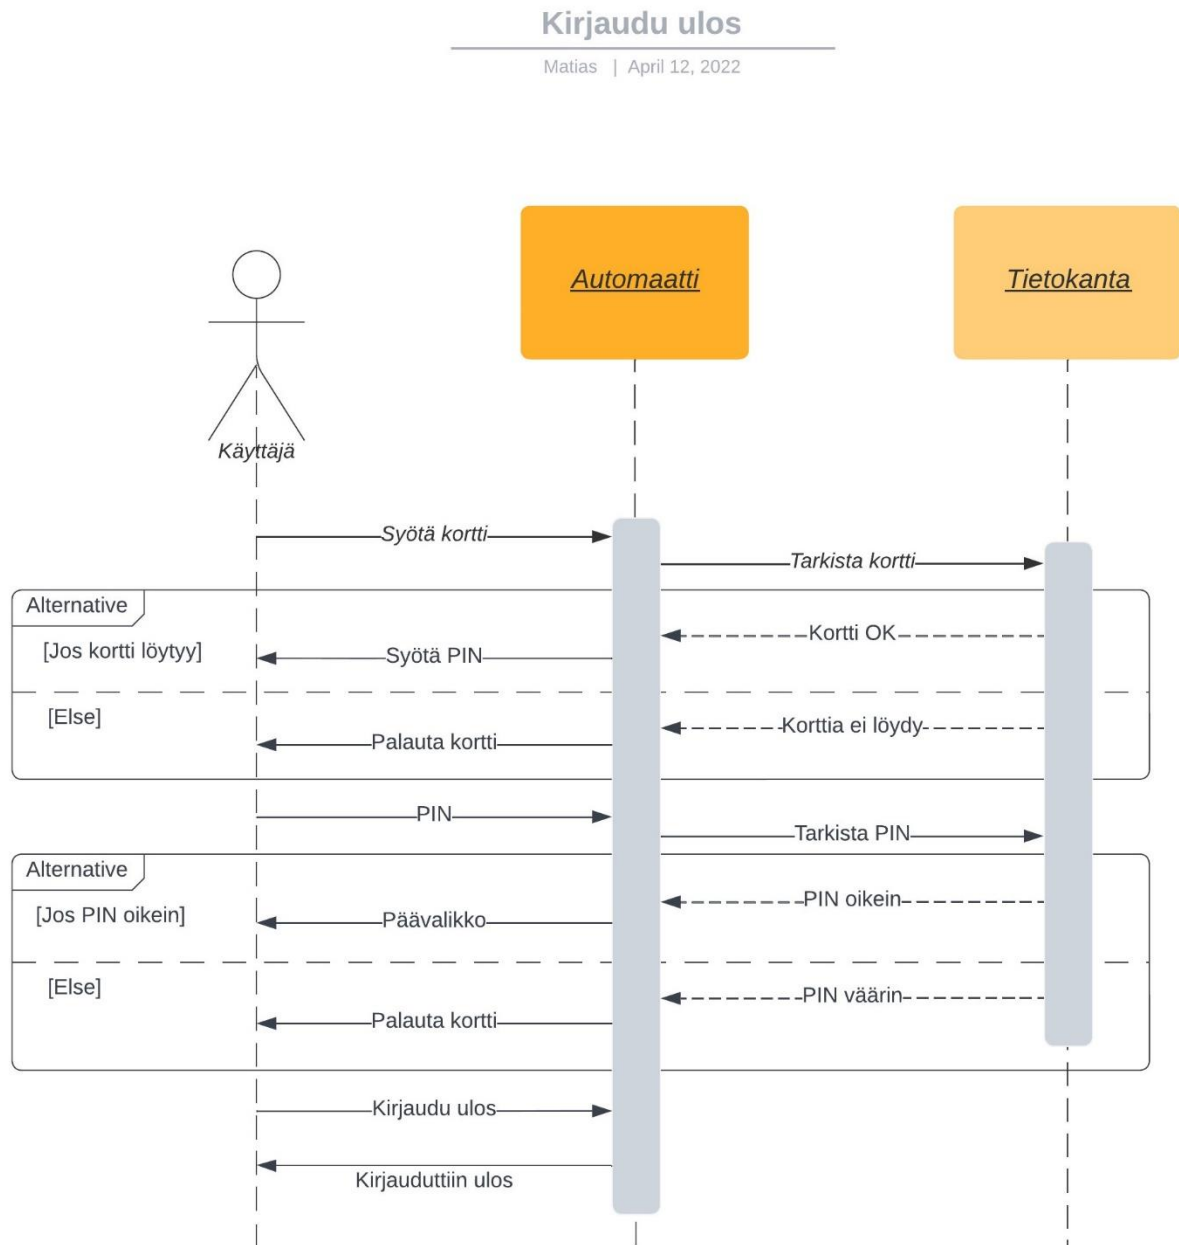 Kirjaudu ulos
Matias | April 12, 2022
Automaatti
Tietokanta
Käyttäjä
Syötä kortti
Tarkista kortti
Alternative
Kortti OK
[Jos kortti löytyy]
Syötä PIN
[Else]
Korttia ei löydy
Palauta kortti
PIN
Tarkista PIN
Alternative
PIN oikein
[Jos PIN oikein]
Päävalikko
[Else]
PIN väärin
Palauta kortti
Kirjaudu ulos
Kirjauduttiin ulos